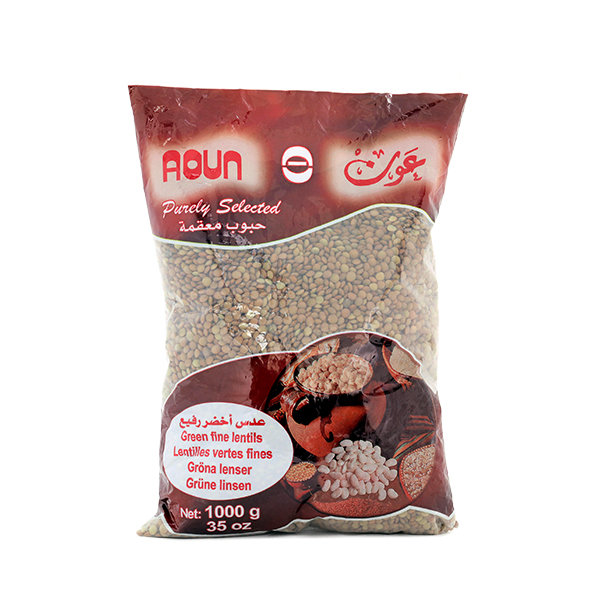 AOUN
عون
Purely Selected
حبوب معقمة
عدس أخضر رفيع
Green fine lentils
Lentilles vertes fines
Gröna lenser
Grüne linsen
Net: 1000 g
35 oz